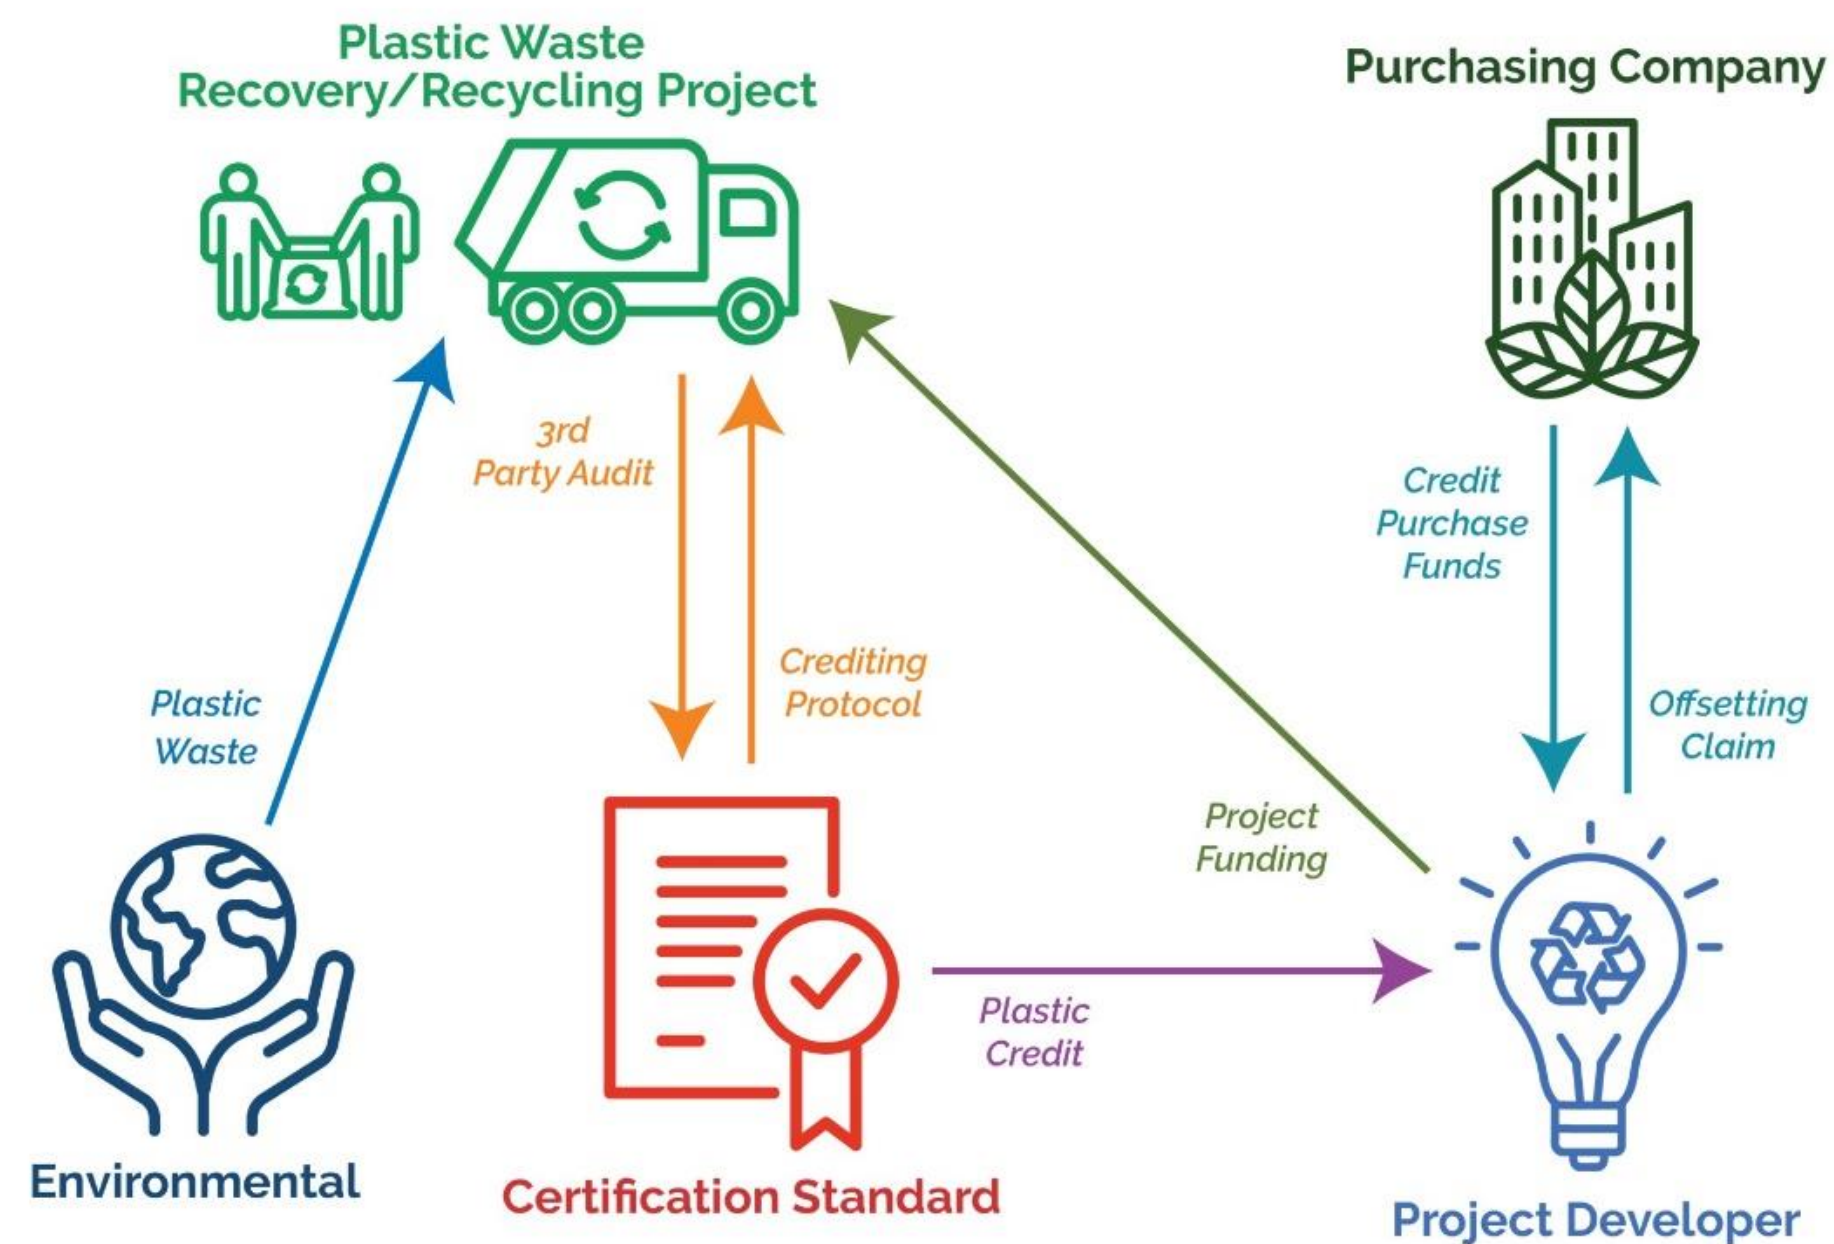 Plastic Waste
Recovery/Recycling Project
Purchasing Company
3rd
Party Audit
Credit
Purchase
Funds
Crediting
Protocol
Plastic
Waste
Offsetting
Claim
Project
Funding
Plastic
Credit
Environmental
Certification Standard
Project Developer